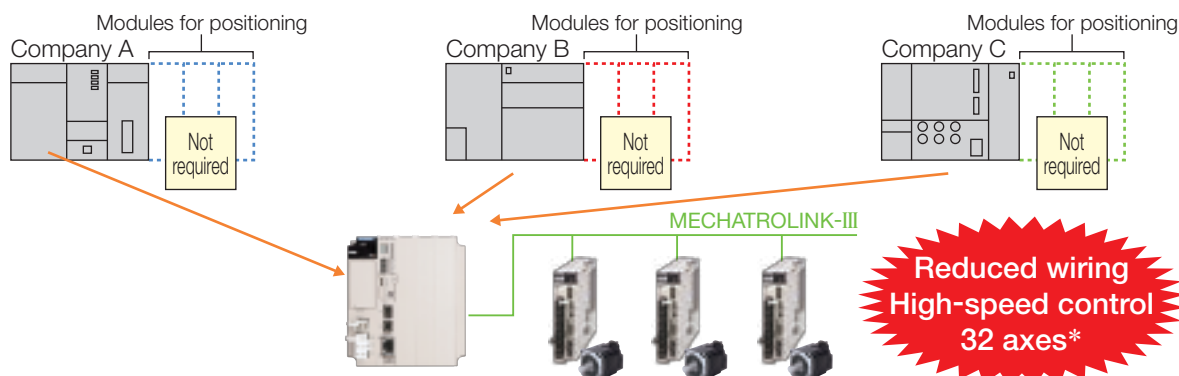 Modules for positioning
Company A
Not
required
Modules for positioning
Company B
Not
required
Modules for positioning
Company C
Not
required
MECHATROLINK-III
Reduced wiring
High-speed control
32 axes*